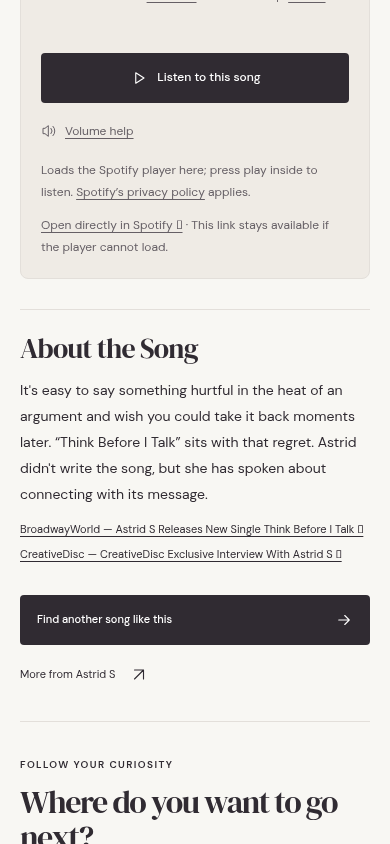 Listen to this song
Volume help
Loads the Spotify player here; press play inside to
listen. Spotify's privacy policy applies.
Open directly in Spotify · This link stays available if
the player cannot load.
About the Song
It's easy to say something hurtful in the heat of an
argument and wish you could take it back moments
later. “Think Before I Talk” sits with that regret. Astrid
didn't write the song, but she has spoken about
connecting with its message.
BroadwayWorld — Astrid S Releases New Single Think Before I Talk
CreativeDisc — CreativeDisc Exclusive Interview With Astrid S
Find another song like this
More from Astrid S
FOLLOW YOUR CURIOSITY
Where do you want to go
next?